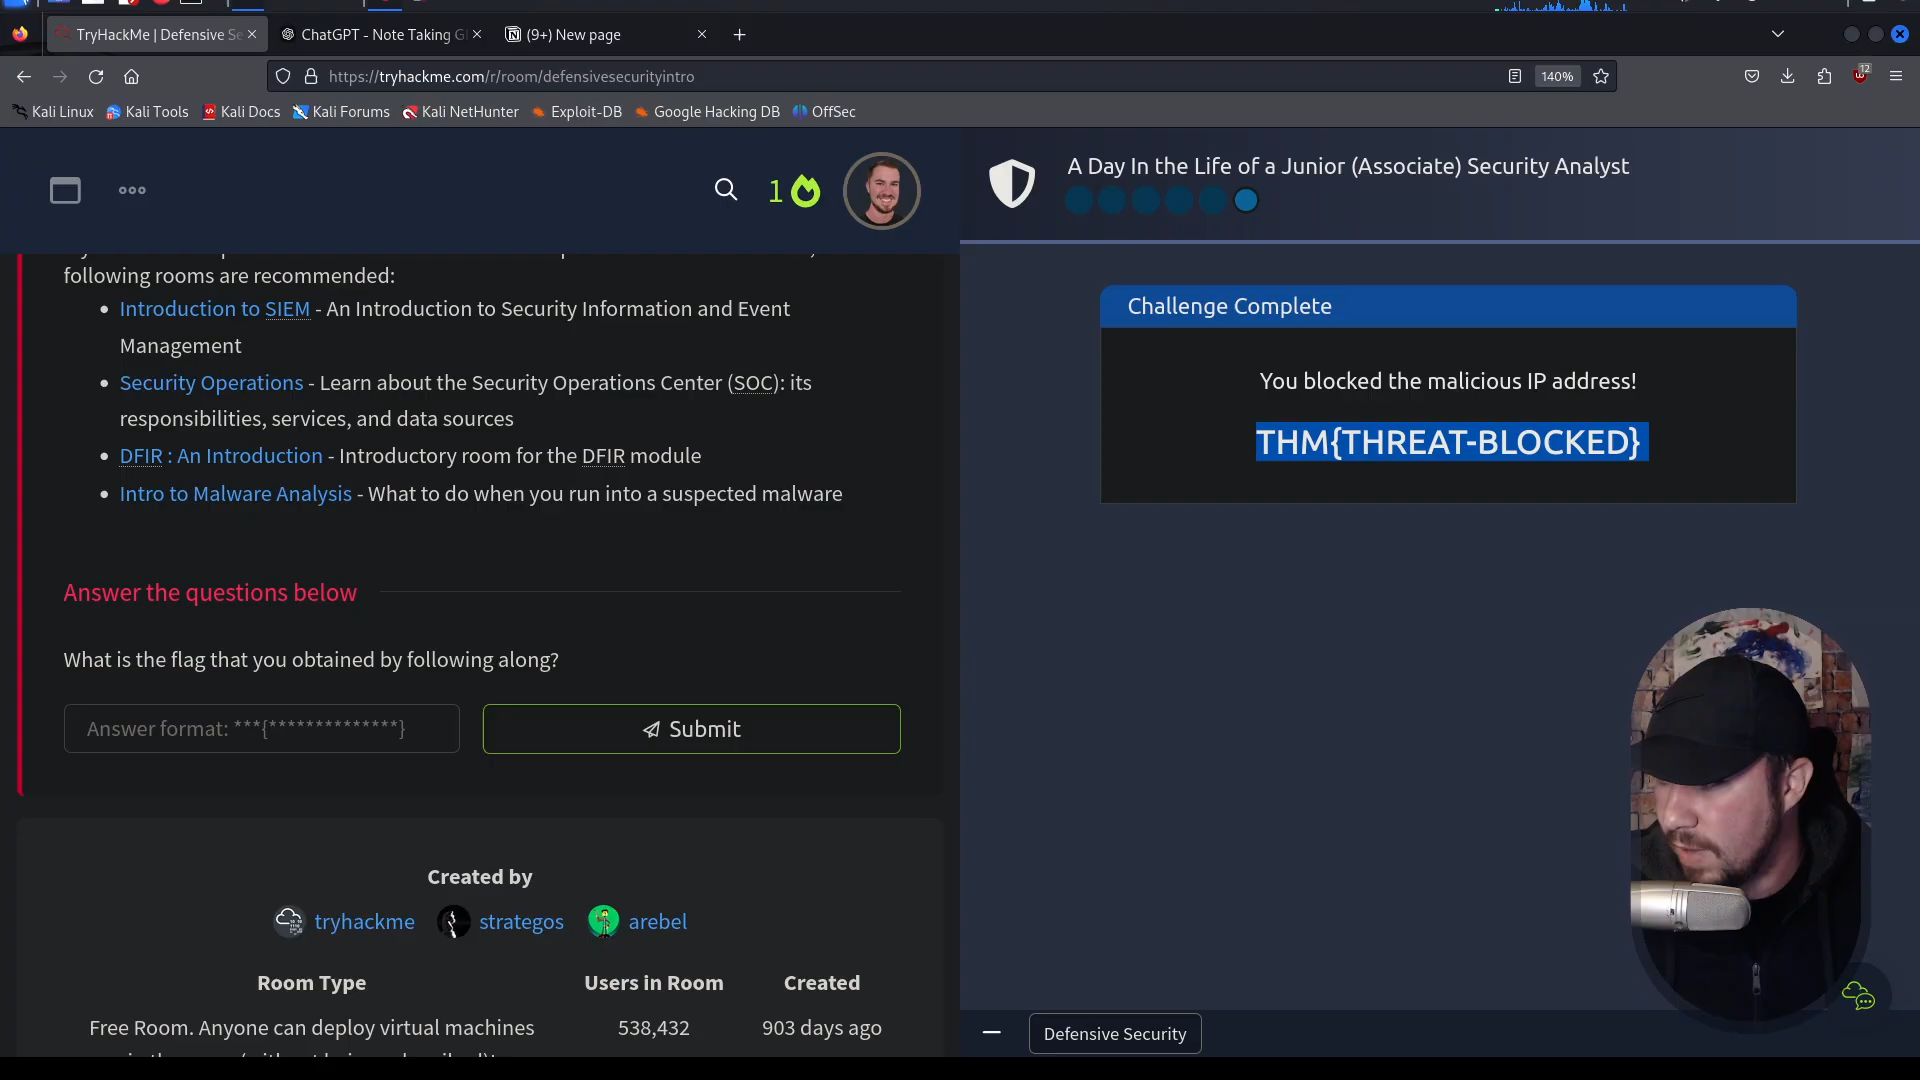 TryHackMe | Defensive Se
ChatGPT - Note Taking G
(9+) New page
https://tryhackme.com/r/room/defensivesecurityintro
140%
12
Kali Linux
Kali Tools
Kali Docs
Kali Forums
Kali NetHunter
Exploit-DB
Google Hacking DB
OffSec
1
following rooms are recommended:
• Introduction to SIEM - An Introduction to Security Information and Event
Management
• Security Operations - Learn about the Security Operations Center (SOC): its
responsibilities, services, and data sources
• DFIR : An Introduction - Introductory room for the DFIR module
• Intro to Malware Analysis - What to do when you run into a suspected malware
Answer the questions below
What is the flag that you obtained by following along?
Answer format: ***{**************}
Submit
Created by
tryhackme
strategos
arebel
Room Type
Users in Room
Created
Free Room. Anyone can deploy virtual machines
538,432
903 days ago
A Day In the Life of a Junior (Associate) Security Analyst
Challenge Complete
You blocked the malicious IP address!
THM{THREAT-BLOCKED}
Defensive Security